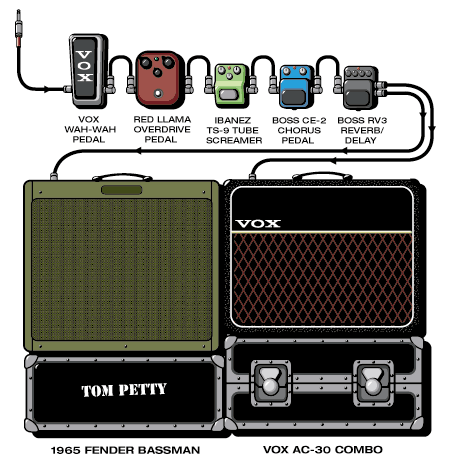 VOX
VOX
WAH-WAH
PEDAL
RED LLAMA
OVERDRIVE
PEDAL
IBANEZ
TS-9 TUBE
SCREAMER
BOSS CE-2
CHORUS
PEDAL
BOSS RV3
REVERB/
DELAY
VOX
TOM PETTY
1965 FENDER BASSMAN
VOX AC-30 COMBO